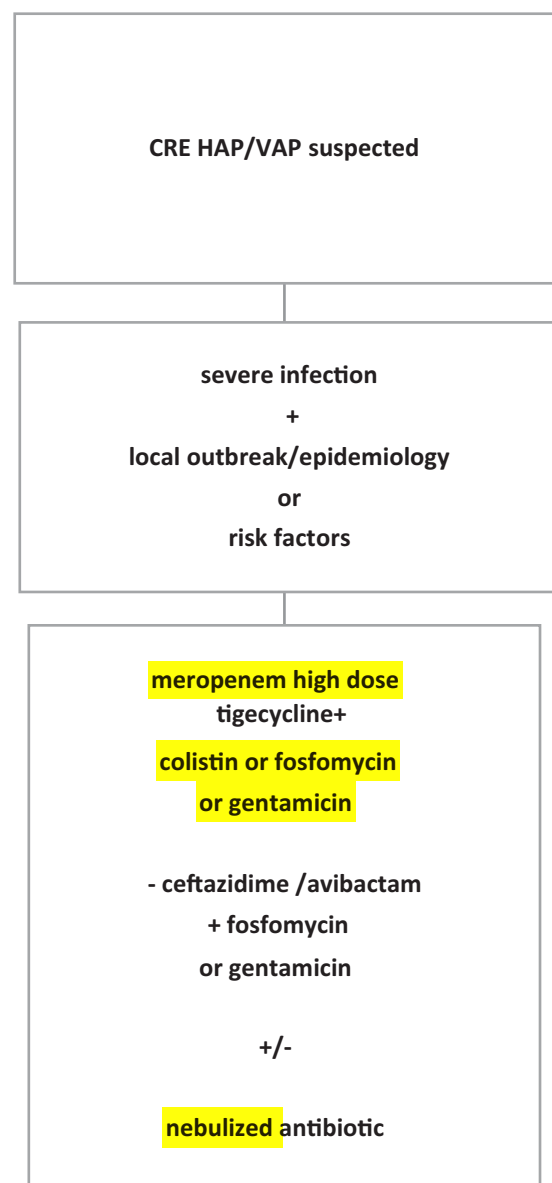 CRE HAP/VAP suspected
severe infection
+
local outbreak/epidemiology
or
risk factors
meropenem high dose
tigecycline+
colistin or fosfomycin
or gentamicin
- ceftazidime /avibactam
+ fosfomycin
or gentamicin
+/-
nebulized antibiotic